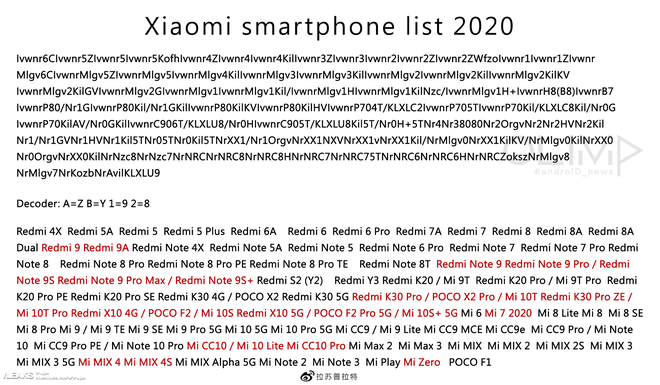 Xiaomi smartphone list 2020
Ivwnr6CIvwnr5ZIvwnr5Ivwnr5KofhIvwnr4ZIvwnr4Ivwnr4KilIvwnr3ZIvwnr3Ivwnr2Ivwnr2ZIvwnr2ZWfzoIvwnr1Ivwnr1ZIvwnr
Mlgv6CIvwnrMlgv5ZIvwnrMlgv5IvwnrMlgv4KilIvwnrMlgv3IvwnrMlgv3KilIvwnrMlgv2IvwnrMlgv2KilIvwnrMlgv2KilKV
IvwnrMlgv2KilGVIvwnrMlgv2GIvwnrMlgv1IvwnrMlgv1Kil/IvwnrMlgv1HIvwnrMlgv1KilNzc/IvwnrMlgv1H+IvwnrH8(B8)IvwnrB7
IvwnrP80/Nr1GIvwnrP80Kil/Nr1GKilIvwnrP80KilKVIvwnrP80KilHVIvwnrP704T/KLXLC2IvwnrP705TIvwnrP70Kil/KLXLC8Kil/Nr0G
IvwnrP70KilAV/Nr0GKilIvwnrC906T/KLXLU8/Nr0HIvwnrC905T/KLXLU8Kil5T/Nr0H+5TNr4Nr38080Nr2OrgvNr2Nr2HVNr2Kil
Nr1/Nr1GVNr1HVNr1Kil5TNr05TNr0Kil5TNrXX1/Nr1OrgvNrXX1NXVNrXX1vNrXX1Kil/NrMlgv0NrXX1KilKV/NrMlgv0KilNrXX0
Nr0OrgvNrXX0KilNrNzc8NrNzc7NrNRCNrNRC8NrNRC8HNrNRC7NrNRC75TNrNRC6NrNRC6HNrNRCZokszNrMlgv8
NrMlgv7NrKozbNrAvilKLXLU9
Decoder: A=Z B=Y 1=9 2=8
Redmi 4X Redmi 5A Redmi 5 Redmi 5 Plus Redmi 6A Redmi 6 Redmi 6 Pro Redmi 7A Redmi 7 Redmi 8 Redmi 8A Redmi 8A
Dual Redmi 9 Redmi 9A Redmi Note 4X Redmi Note 5A Redmi Note 5 Redmi Note 6 Pro Redmi Note 7 Redmi Note 7 Pro Redmi
Note 8 Redmi Note 8 Pro Redmi Note 8 Pro PE Redmi Note 8 Pro TE Redmi Note 8T Redmi Note 9 Redmi Note 9 Pro / Redmi
Note 9S Redmi Note 9 Pro Max / Redmi Note 9S+ Redmi S2 (Y2) Redmi Y3 Redmi K20 / Mi 9T Redmi K20 Pro / Mi 9T Pro Redmi
K20 Pro PE Redmi K20 Pro SE Redmi K30 4G / POCO X2 Redmi K30 5G Redmi K30 Pro / POCO X2 Pro / Mi 10T Redmi K30 Pro ZE /
Mi 10T Pro Redmi X10 4G / POCO F2 / Mi 10S Redmi X10 5G / POCO F2 Pro 5G / Mi 10S+ 5G Mi 6 Mi 7 2020 Mi 8 Lite Mi 8 Mi 8 SE
Mi 8 Pro Mi 9 / Mi 9 TE Mi 9 SE Mi 9 Pro 5G Mi 10 5G Mi 10 Pro 5G Mi CC9 / Mi 9 Lite Mi CC9 MCE Mi CC9e Mi CC9 Pro / Mi Note
10 Mi CC9 Pro PE / Mi Note 10 Pro Mi CC10 / Mi 10 Lite Mi CC10 Pro Mi Max 2 Mi Max 3 Mi MIX Mi MIX 2 Mi MIX 2S Mi MIX 3
Mi MIX 3 5G Mi MIX 4 Mi MIX 4S Mi MIX Alpha 5G Mi Note 2 Mi Note 3 Mi Play Mi Zero POCO F1
#androiD_news
拉苏普拉特